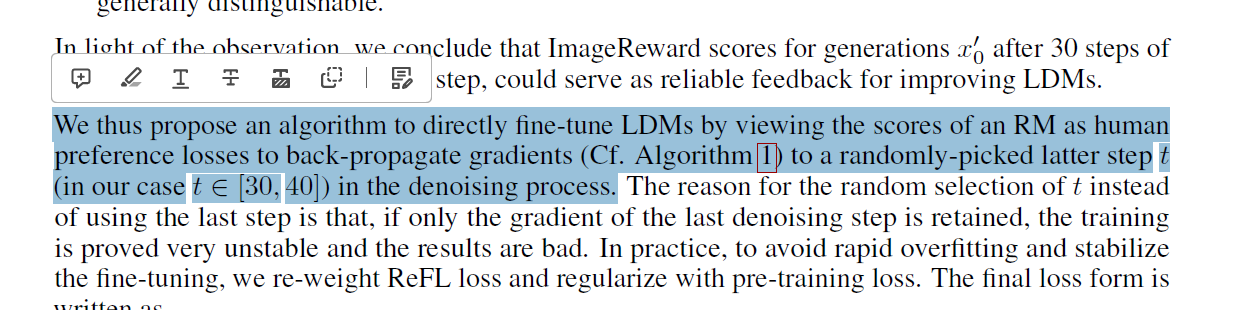 generally distinguishable.
In light of the observation, we conclude that ImageReward scores for generations x′₀ after 30 steps of
step, could serve as reliable feedback for improving LDMs.
We thus propose an algorithm to directly fine-tune LDMs by viewing the scores of an RM as human
preference losses to back-propagate gradients (Cf. Algorithm 1) to a randomly-picked latter step t
(in our case t ∈ [30, 40]) in the denoising process. The reason for the random selection of t instead
of using the last step is that, if only the gradient of the last denoising step is retained, the training
is proved very unstable and the results are bad. In practice, to avoid rapid overfitting and stabilize
the fine-tuning, we re-weight ReFL loss and regularize with pre-training loss. The final loss form is
written as